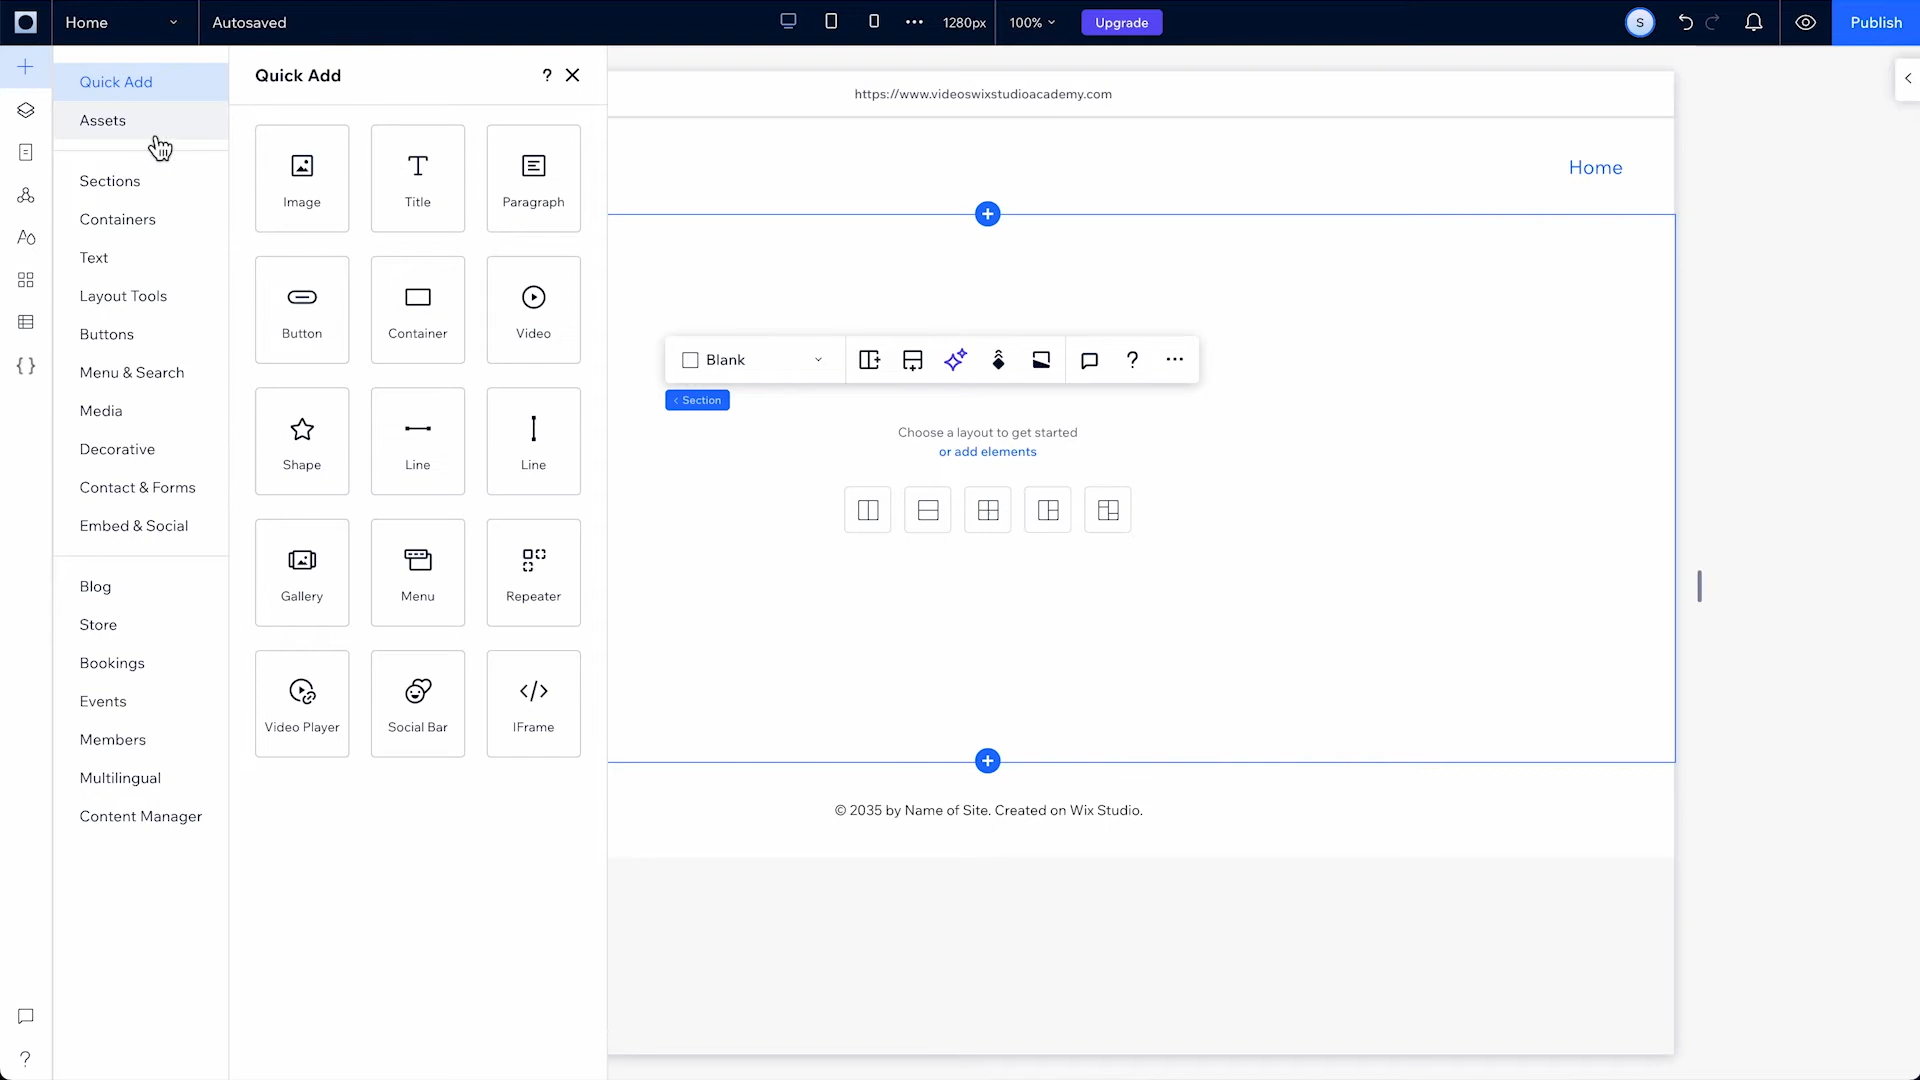 Home
Autosaved
1280px
100%
Upgrade
S
Publish
Quick Add
Assets
Sections
Containers
Text
Layout Tools
Buttons
Menu & Search
Media
Decorative
Contact & Forms
Embed & Social
Blog
Store
Bookings
Events
Members
Multilingual
Content Manager
?
Quick Add
?
Image
Title
Paragraph
Button
Container
Video
Shape
Line
Line
Gallery
Menu
Repeater
Video Player
Social Bar
IFrame
https://www.videoswixstudioacademy.com
Home
Blank
?
< Section
Choose a layout to get started
or add elements
© 2035 by Name of Site. Created on Wix Studio.